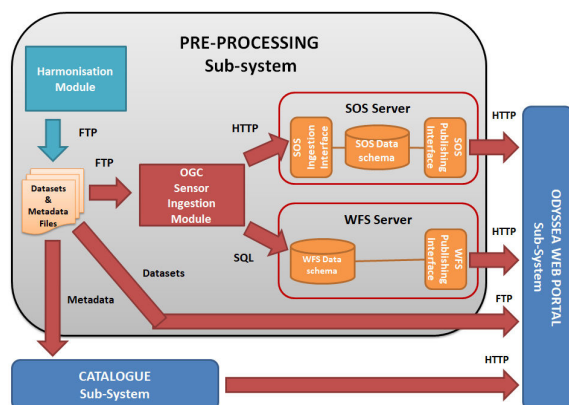 PRE-PROCESSING
Sub-system
Harmonisation
Module
FTP
FTP
Datasets
&
Metadata
Files
OGC
Sensor
Ingestion
Module
HTTP
SQL
SOS Server
SOS
Ingestion
Interface
SOS Data
schema
SOS
Publishing
Interface
HTTP
WFS Server
WFS Data
schema
WFS
Publishing
Interface
HTTP
Datasets
FTP
Metadata
CATALOGUE
Sub-System
HTTP
ODYSSEA WEB PORTAL
Sub-System